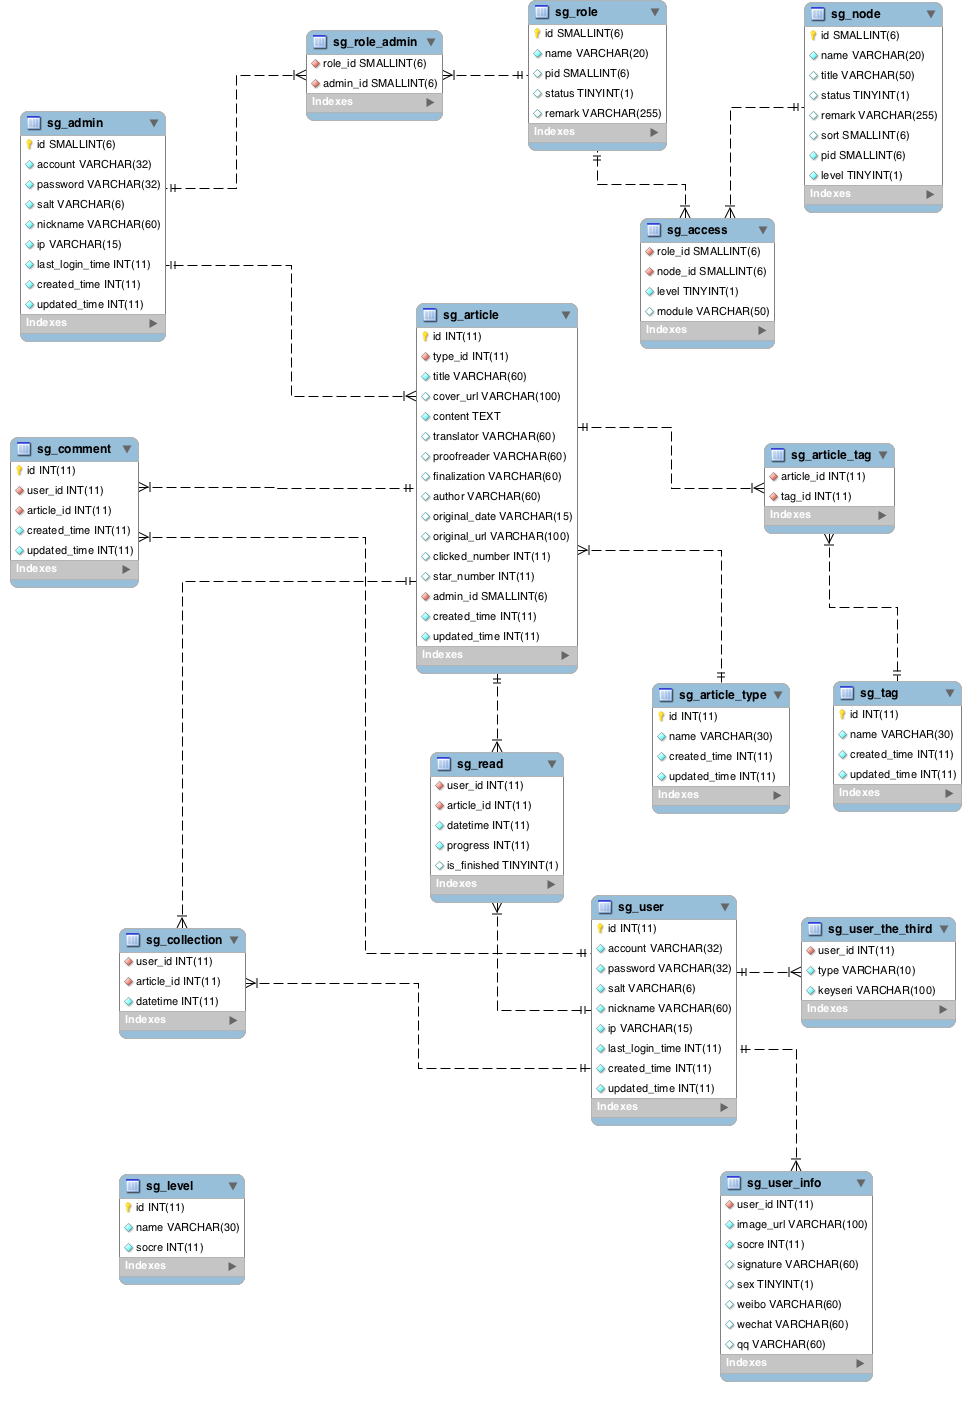 sg_role
id SMALLINT(6)
name VARCHAR(20)
pid SMALLINT(6)
status TINYINT(1)
remark VARCHAR(255)
Indexes
sg_node
id SMALLINT(6)
name VARCHAR(20)
title VARCHAR(50)
status TINYINT(1)
remark VARCHAR(255)
sort SMALLINT(6)
pid SMALLINT(6)
level TINYINT(1)
Indexes
sg_role_admin
role_id SMALLINT(6)
admin_id SMALLINT(6)
Indexes
sg_admin
id SMALLINT(6)
account VARCHAR(32)
password VARCHAR(32)
salt VARCHAR(6)
nickname VARCHAR(60)
ip VARCHAR(15)
last_login_time INT(11)
created_time INT(11)
updated_time INT(11)
Indexes
sg_access
role_id SMALLINT(6)
node_id SMALLINT(6)
level TINYINT(1)
module VARCHAR(50)
Indexes
sg_article
id INT(11)
type_id INT(11)
title VARCHAR(60)
cover_url VARCHAR(100)
content TEXT
translator VARCHAR(60)
proofreader VARCHAR(60)
finalization VARCHAR(60)
author VARCHAR(60)
original_date VARCHAR(15)
original_url VARCHAR(100)
clicked_number INT(11)
star_number INT(11)
admin_id SMALLINT(6)
created_time INT(11)
updated_time INT(11)
Indexes
sg_comment
id INT(11)
user_id INT(11)
article_id INT(11)
created_time INT(11)
updated_time INT(11)
Indexes
sg_article_tag
article_id INT(11)
tag_id INT(11)
Indexes
sg_article_type
id INT(11)
name VARCHAR(30)
created_time INT(11)
updated_time INT(11)
Indexes
sg_tag
id INT(11)
name VARCHAR(30)
created_time INT(11)
updated_time INT(11)
Indexes
sg_read
user_id INT(11)
article_id INT(11)
datetime INT(11)
progress INT(11)
is_finished TINYINT(1)
Indexes
sg_user
id INT(11)
account VARCHAR(32)
password VARCHAR(32)
salt VARCHAR(6)
nickname VARCHAR(60)
ip VARCHAR(15)
last_login_time INT(11)
created_time INT(11)
updated_time INT(11)
Indexes
sg_user_the_third
user_id INT(11)
type VARCHAR(10)
keyseri VARCHAR(100)
Indexes
sg_collection
user_id INT(11)
article_id INT(11)
datetime INT(11)
Indexes
sg_level
id INT(11)
name VARCHAR(30)
socre INT(11)
Indexes
sg_user_info
user_id INT(11)
image_url VARCHAR(100)
socre INT(11)
signature VARCHAR(60)
sex TINYINT(1)
weibo VARCHAR(60)
wechat VARCHAR(60)
qq VARCHAR(60)
Indexes